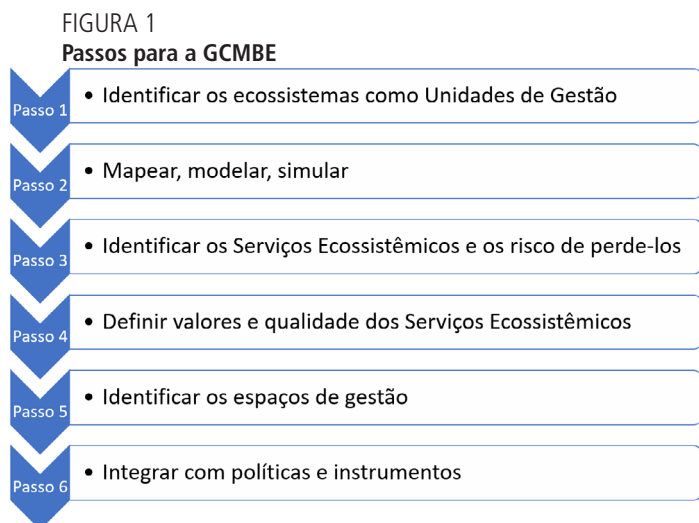 FIGURA 1
Passos para a GCMBE
Passo 1
• Identificar os ecossistemas como Unidades de Gestão
Passo 2
• Mapear, modelar, simular
Passo 3
• Identificar os Serviços Ecossistêmicos e os risco de perde-los
Passo 4
• Definir valores e qualidade dos Serviços Ecossistêmicos
Passo 5
• Identificar os espaços de gestão
Passo 6
• Integrar com políticas e instrumentos